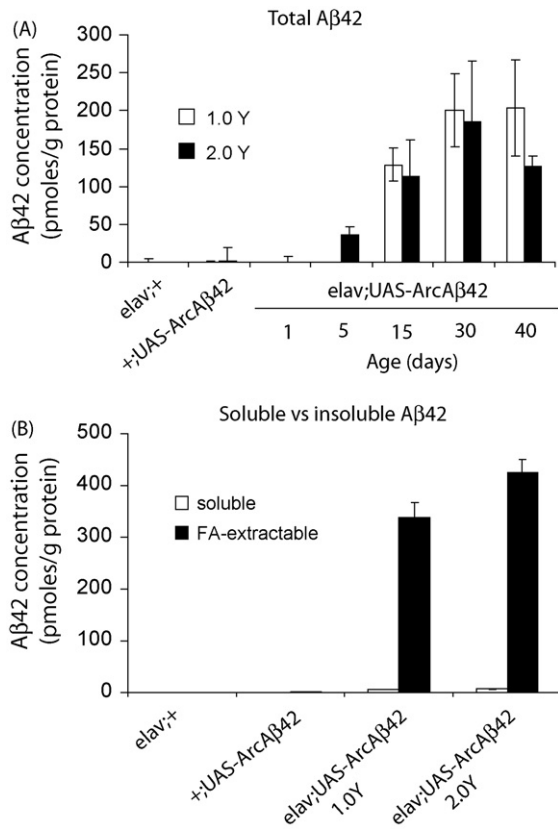 (A)
Total Aβ42
Aβ42 concentration
(pmoles/g protein)
300
250
200
150
100
50
0
1.0 Y
2.0 Y
elav;+
+;UAS-ArcAβ42
elav;UAS-ArcAβ42
1 5 15 30 40
Age (days)
(B)
Soluble vs insoluble Aβ42
Aβ42 concentration
(pmoles/g protein)
500
400
300
200
100
0
soluble
FA-extractable
elav;+
+;UAS-ArcAβ42
elav;UAS-ArcAβ42
1.0Y
elav;UAS-ArcAβ42
2.0Y